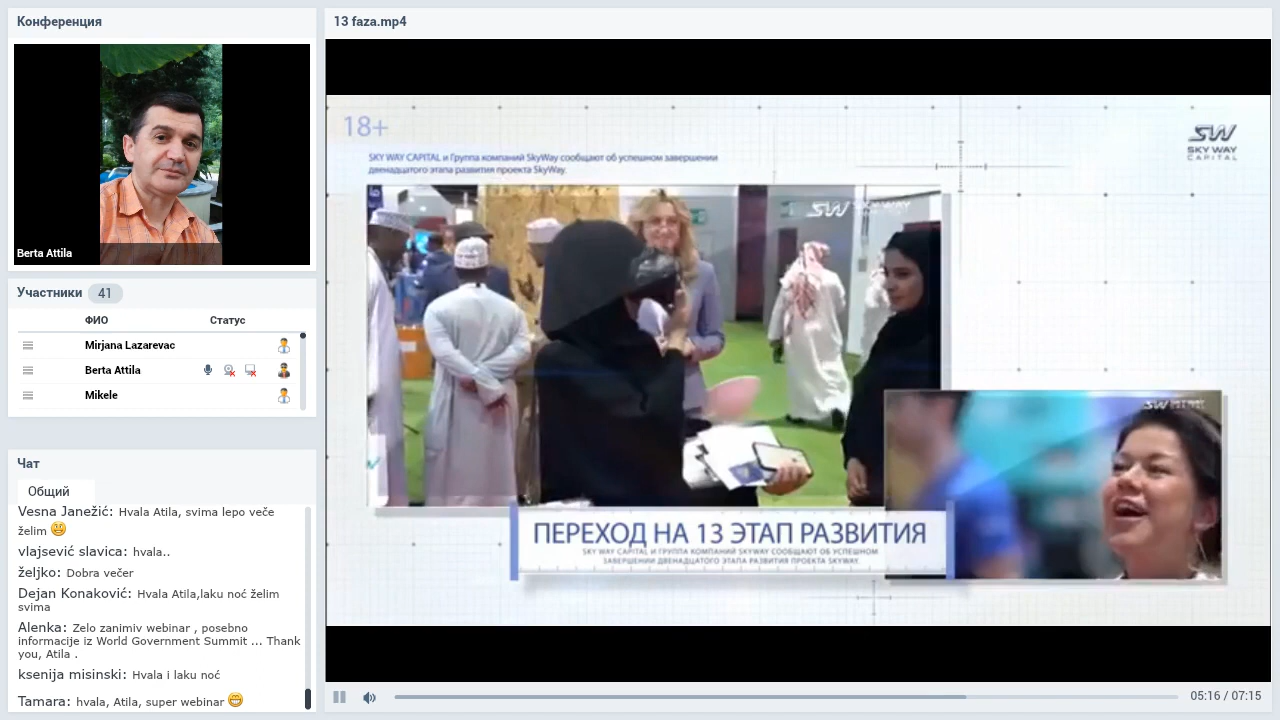 Конференция
Berta Attila
Участники 41
ФИО Статус
Mirjana Lazarevac
Berta Attila
Mikele
Чат
Общий
Vesna Janežić: Hvala Atila, svima lepo veče
želim
vlajsević slavica: hvala..
željko: Dobra večer
Dejan Konaković: Hvala Atila,laku noć želim
svima
Alenka: Zelo zanimiv webinar , posebno
informacije iz World Government Summit ... Thank
you, Atila .
ksenija misinski: Hvala i laku noć
Tamara: hvala, Atila, super webinar
13 faza.mp4
18+
SKY WAY CAPITAL и Группа компаний SkyWay сообщают об успешном завершении
двенадцатого этапа развития проекта SkyWay.
SW
SKY WAY
CAPITAL
SW SKY WAY
SW
ПЕРЕХОД НА 13 ЭТАП РАЗВИТИЯ
SKY WAY CAPITAL И ГРУППА КОМПАНИЙ SKYWAY СООБЩАЮТ ОБ УСПЕШНОМ
ЗАВЕРШЕНИИ ДВЕНАДЦАТОГО ЭТАПА РАЗВИТИЯ ПРОЕКТА SKYWAY.
05:16 / 07:15